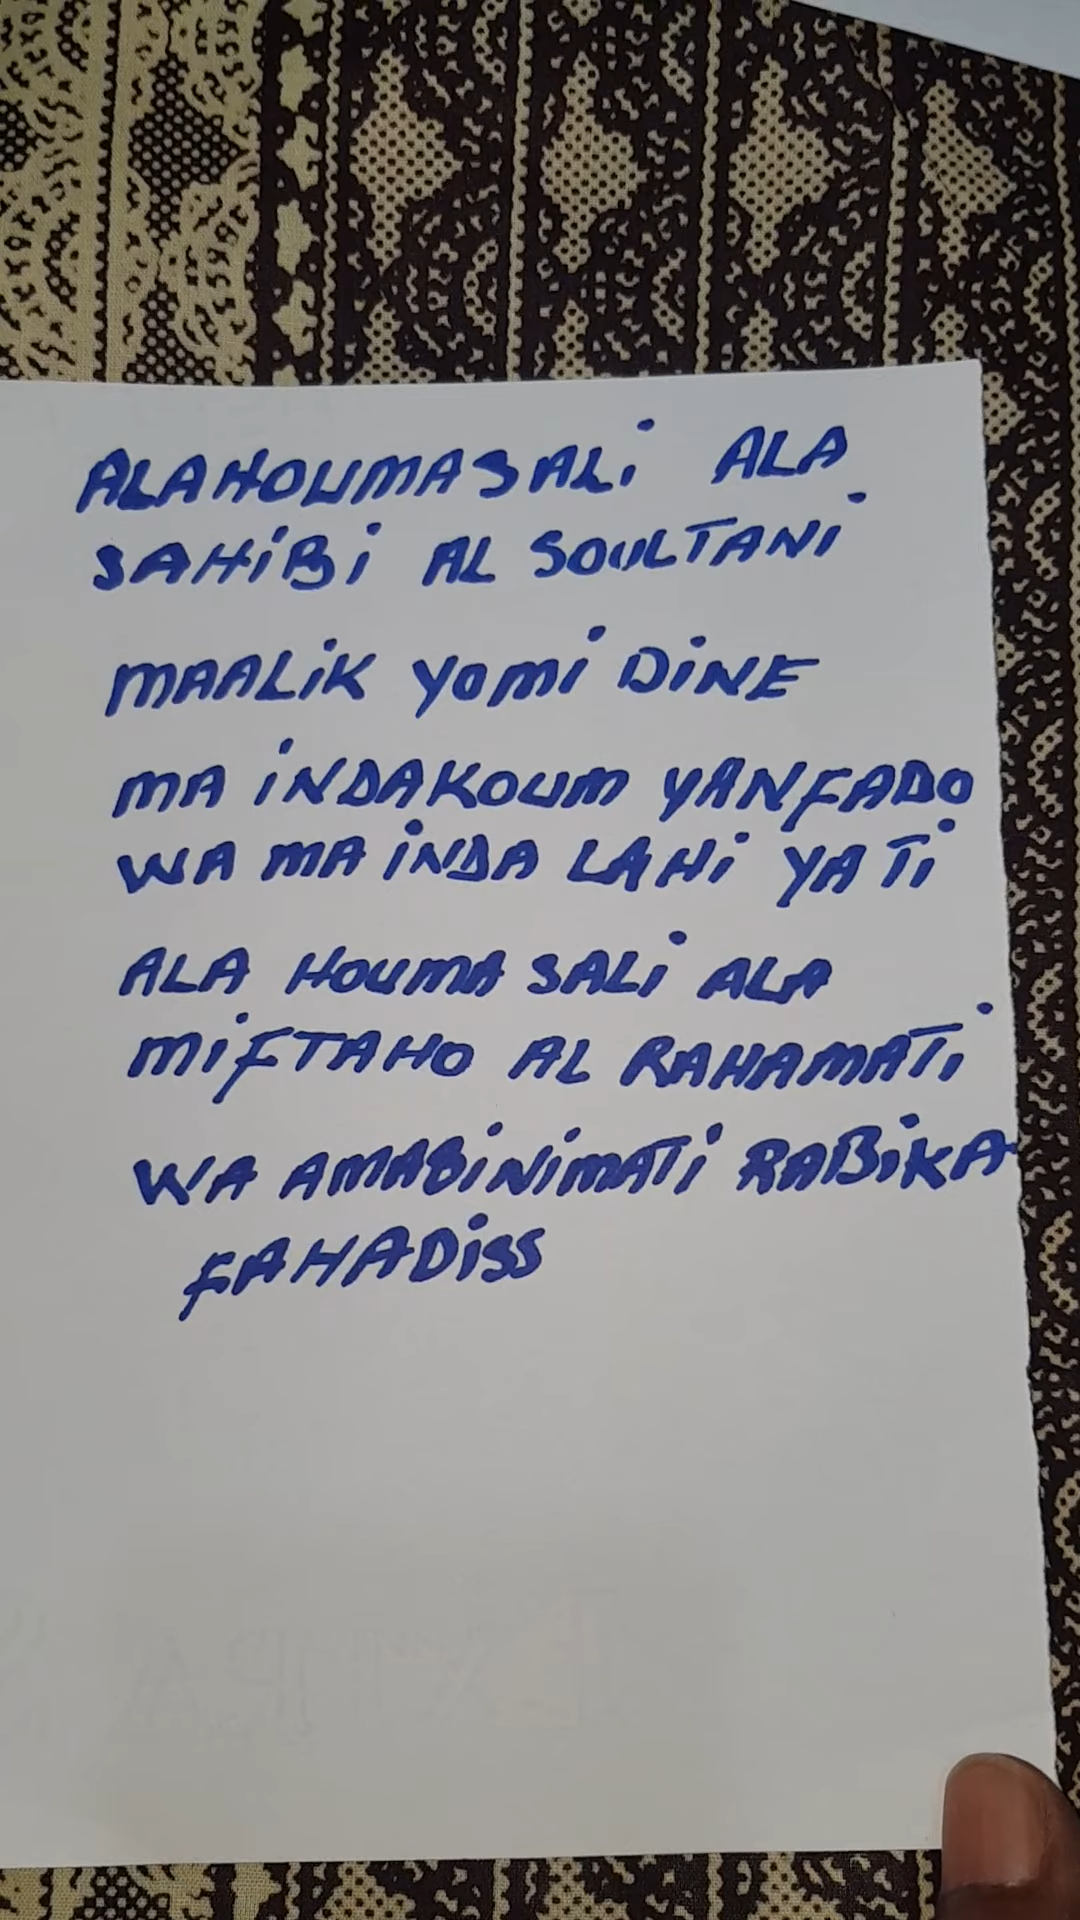 ALAHOUMASALi ALA
SAHiBi AL SOULTANi
MAALiK YOMi DiNE
MA iNDAKOUM YANFADO
WA MA iNDA LAHi YATi
ALA HOUMA SALi ALA
MiFTAHO AL RAHAMATi
WA AMABiNiMATi RABiKA
FAHADiSS